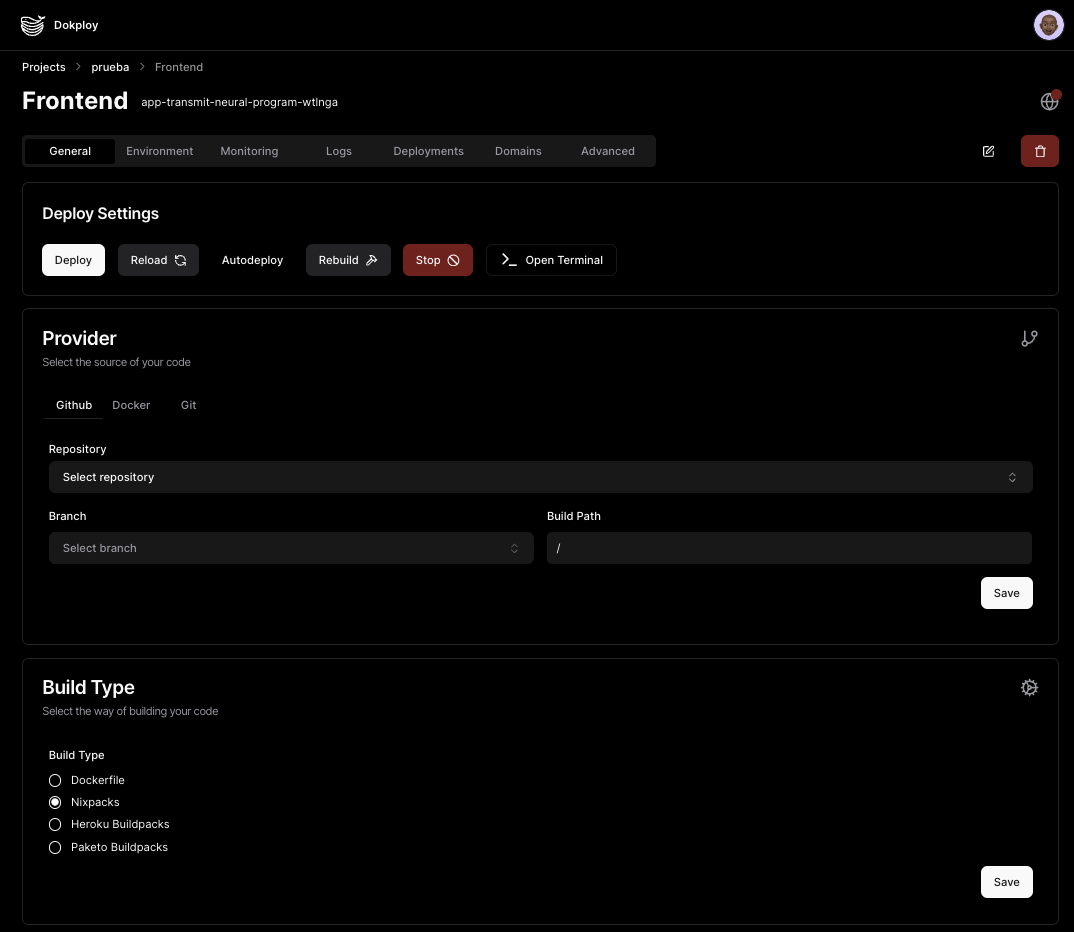 Dokploy
Projects prueba Frontend
Frontend app-transmit-neural-program-wtlnga
General Environment Monitoring Logs Deployments Domains Advanced
Deploy Settings
Deploy Reload Autodeploy Rebuild Stop Open Terminal
Provider
Select the source of your code
Github Docker Git
Repository
Select repository
Branch Build Path
Select branch /
Save
Build Type
Select the way of building your code
Build Type
Dockerfile
Nixpacks
Heroku Buildpacks
Paketo Buildpacks
Save